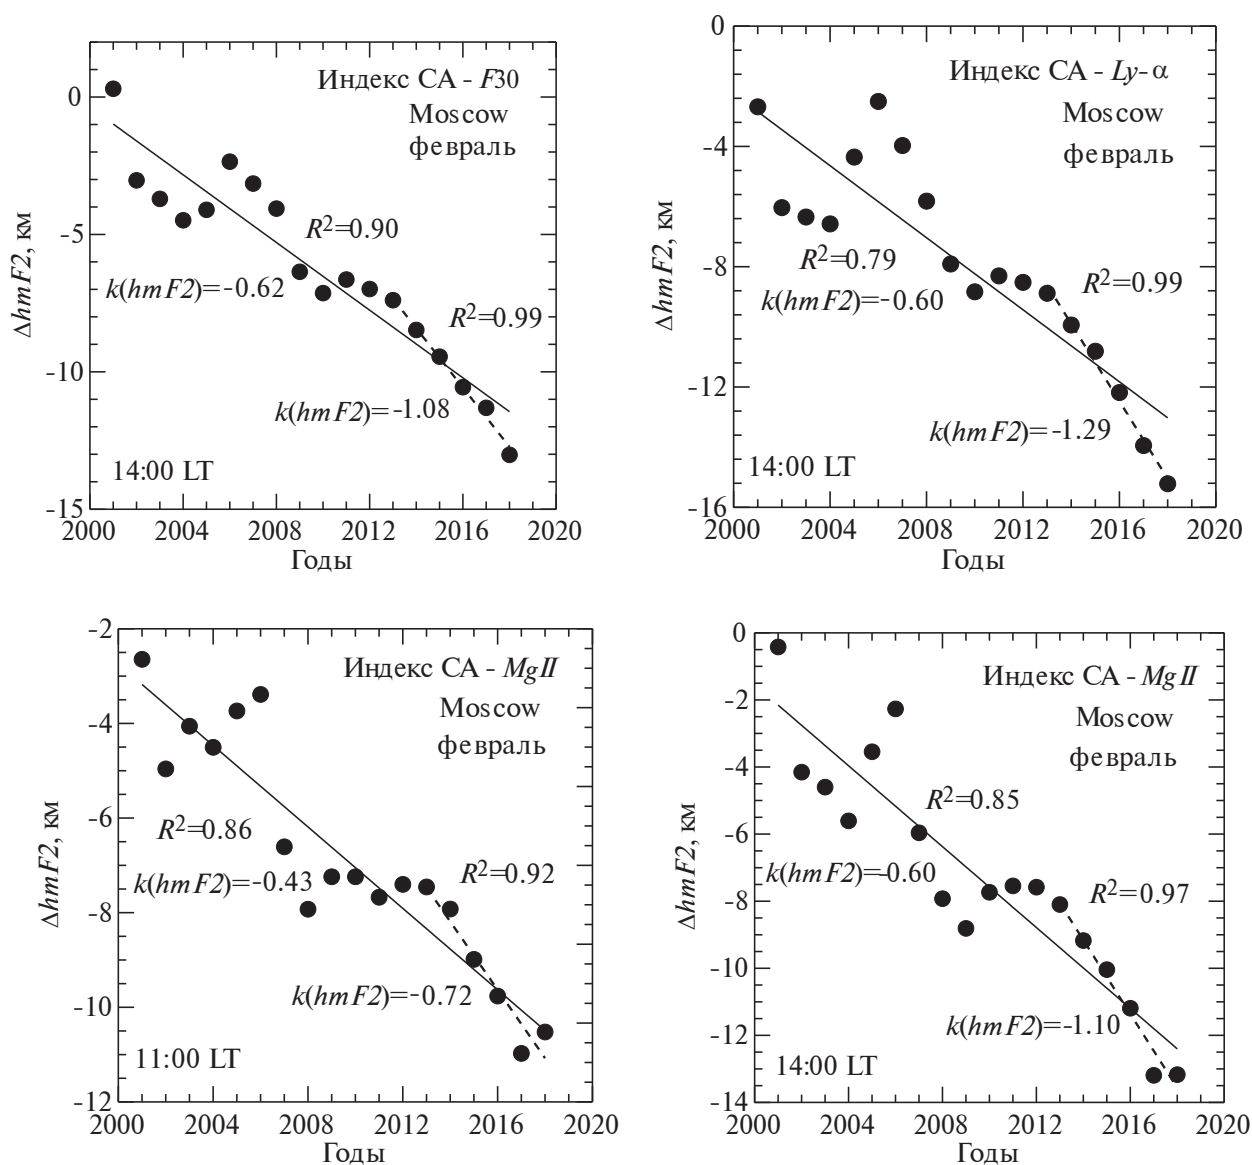 Индекс СА - F30
Moscow
февраль
R²=0.90
k(hmF2)=-0.62
R²=0.99
k(hmF2)=-1.08
14:00 LT
ΔhmF2, км
0
-5
-10
-15
2000 2004 2008 2012 2016 2020
Годы
Индекс СА - Ly-α
Moscow
февраль
R²=0.79
k(hmF2)=-0.60
R²=0.99
k(hmF2)=-1.29
14:00 LT
ΔhmF2, км
0
-4
-8
-12
-16
2000 2004 2008 2012 2016 2020
Годы
Индекс СА - MgII
Moscow
февраль
R²=0.86
k(hmF2)=-0.43
R²=0.92
k(hmF2)=-0.72
11:00 LT
ΔhmF2, км
-2
-4
-6
-8
-10
-12
2000 2004 2008 2012 2016 2020
Годы
Индекс СА - MgII
Moscow
февраль
R²=0.85
k(hmF2)=-0.60
R²=0.97
k(hmF2)=-1.10
14:00 LT
ΔhmF2, км
0
-2
-4
-6
-8
-10
-12
-14
2000 2004 2008 2012 2016 2020
Годы